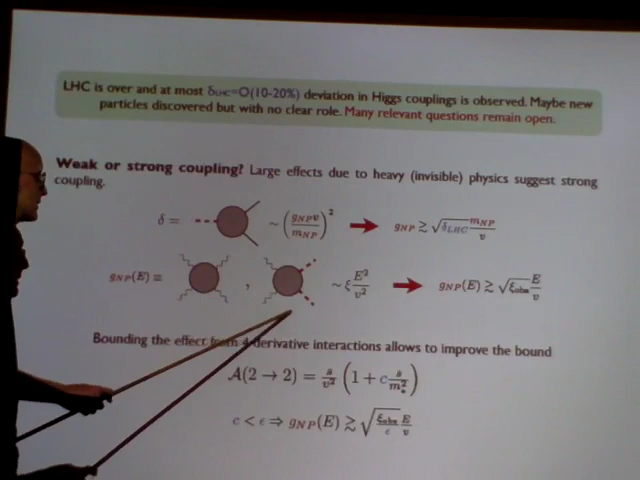 LHC is over and at most δ_LHC=O(10-20%) deviation in Higgs couplings is observed. Maybe new
particles discovered but with no clear role. Many relevant questions remain open.
Weak or strong coupling? Large effects due to heavy (invisible) physics suggest strong
coupling.
δ = ∼ (g_NP v / m_NP)² g_NP ≳ √δ_LHC m_NP / v
g_NP(E) ≡ , ∼ ξ E² / v² g_NP(E) ≳ √ξ_obs E / v
Bounding the effect from 4-derivative interactions allows to improve the bound
A(2 → 2) = s / v² (1 + c s / m_*²)
c < ϵ ⇒ g_NP(E) ≳ √(ξ_obs / ϵ) E / v